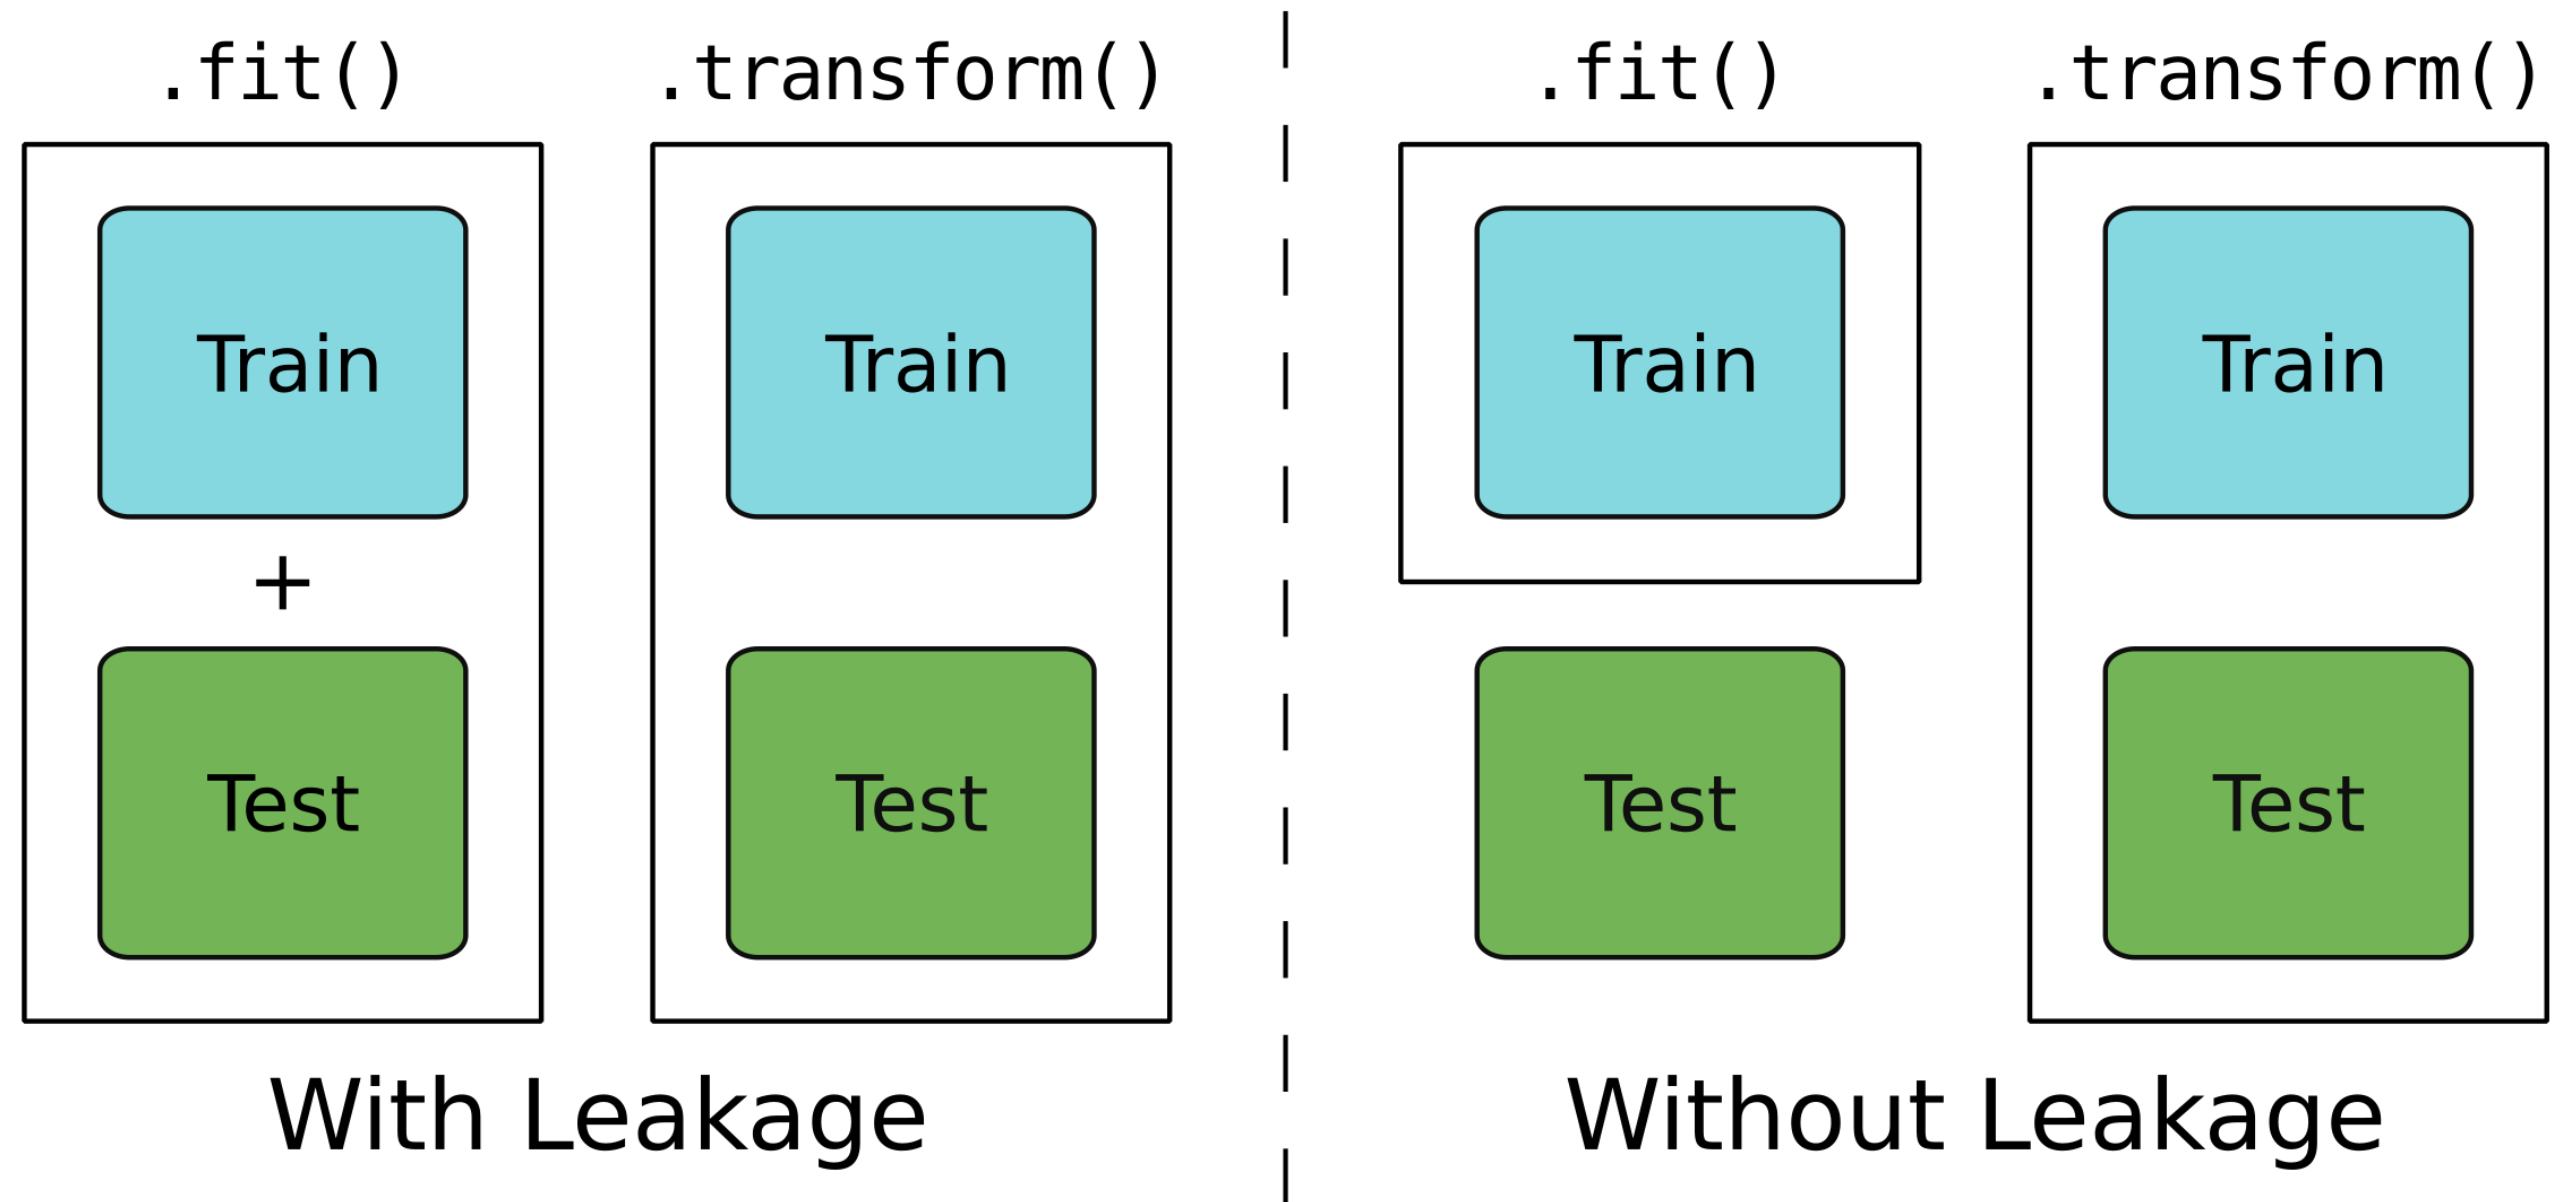 .fit()
.transform()
Train
Train
+
Test
Test
With Leakage
.fit()
.transform()
Train
Train
Test
Test
Without Leakage